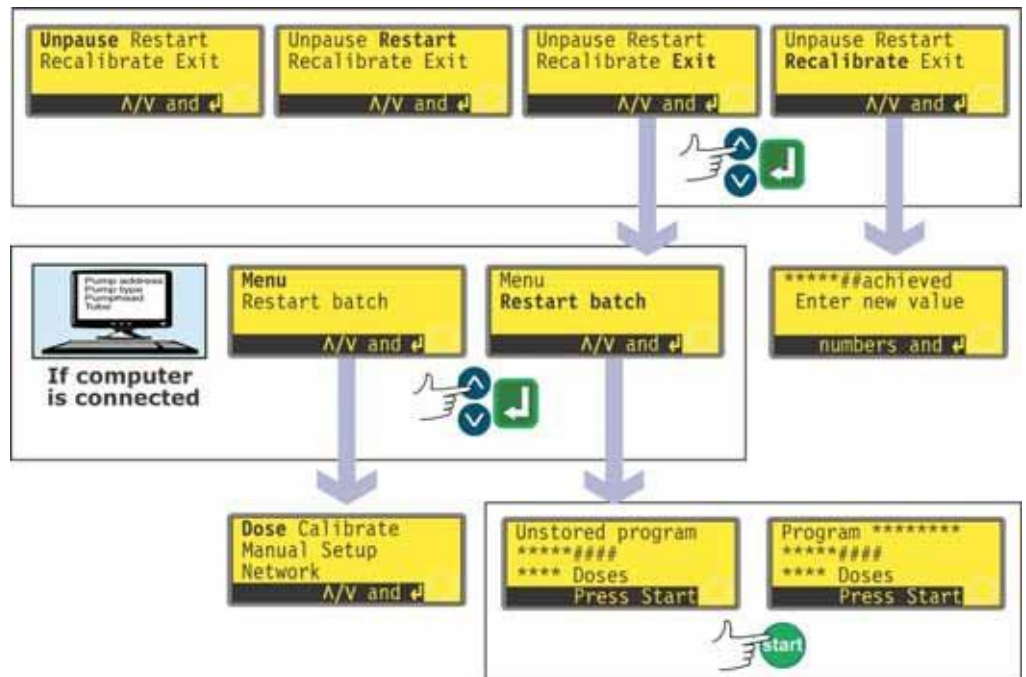 Unpause Restart
Recalibrate Exit
Λ/V and ↲
Unpause Restart
Recalibrate Exit
Λ/V and ↲
Unpause Restart
Recalibrate Exit
Λ/V and ↲
Unpause Restart
Recalibrate Exit
Λ/V and ↲
Pump address
Pump type
Pumphead
Tube
If computer
is connected
Menu
Restart batch
Λ/V and ↲
Menu
Restart batch
Λ/V and ↲
*****##achieved
Enter new value
numbers and ↲
Dose Calibrate
Manual Setup
Network
Λ/V and ↲
Unstored program
*****####
**** Doses
Press Start
Program ********
*****####
**** Doses
Press Start
start